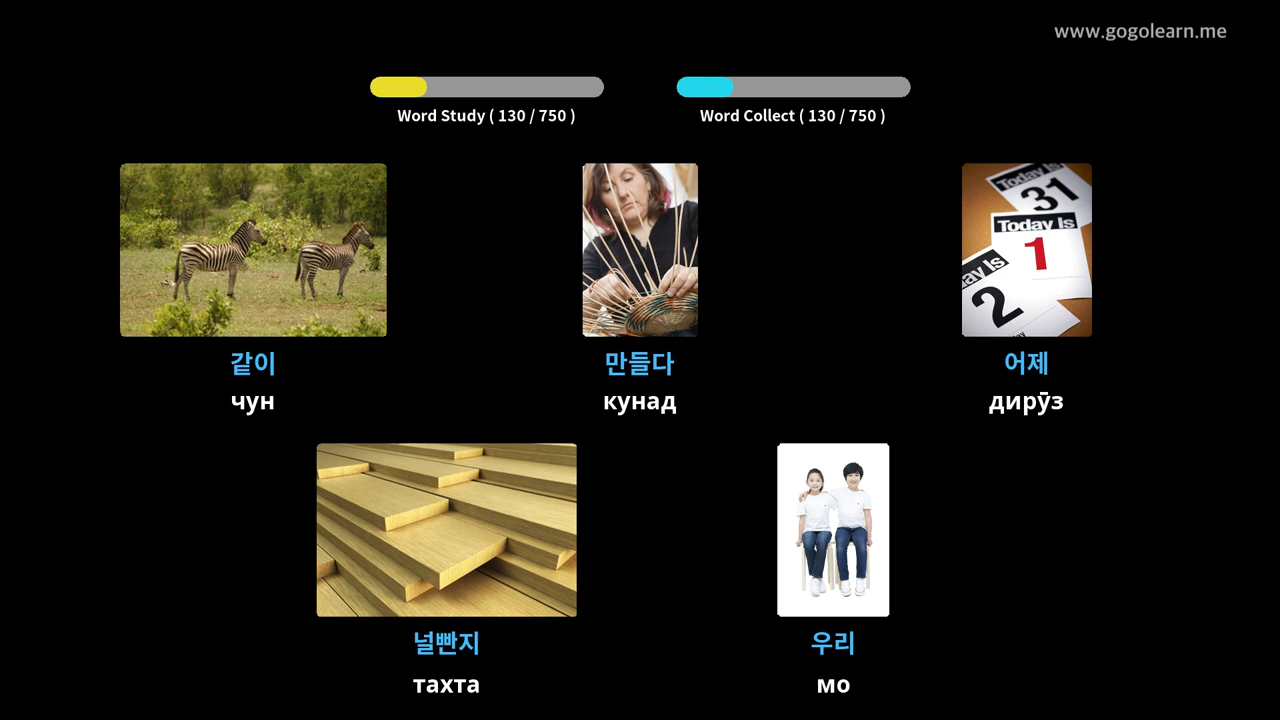 www.gogolearn.me
Word Study ( 130 / 750 )
Word Collect ( 130 / 750 )
Today Is
31
Today Is
1
ay Is
2
같이
만들다
어제
чун
кунад
дирӯз
널빤지
우리
тахта
мо